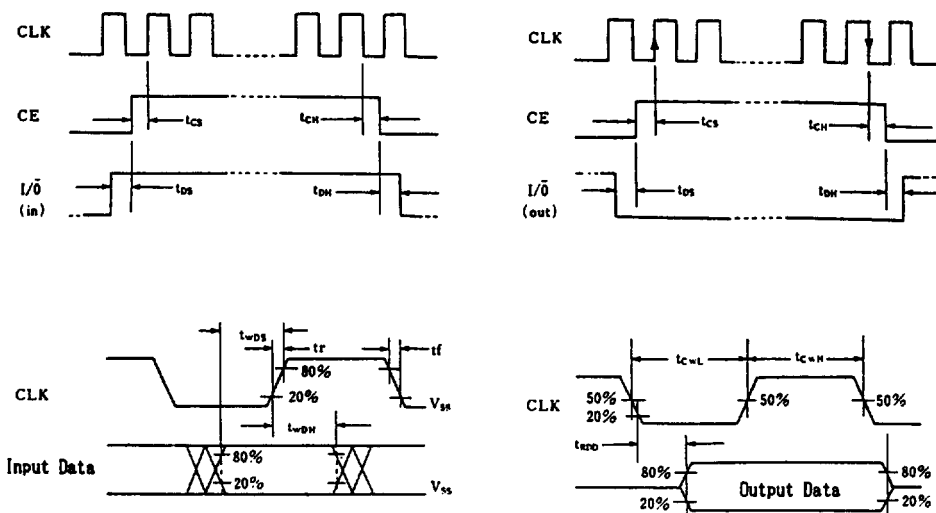 CLK
CE
tCS
tCH
I/Ō
(in)
tDS
tDH
CLK
CE
tCS
tCH
I/Ō
(out)
tDS
tDH
tWDS
tr
tf
80%
CLK
20%
VSS
tWDH
Input Data
80%
20%
VSS
tCWL
tCWH
CLK
50%
20%
50%
50%
tRDD
80%
20%
Output Data
80%
20%